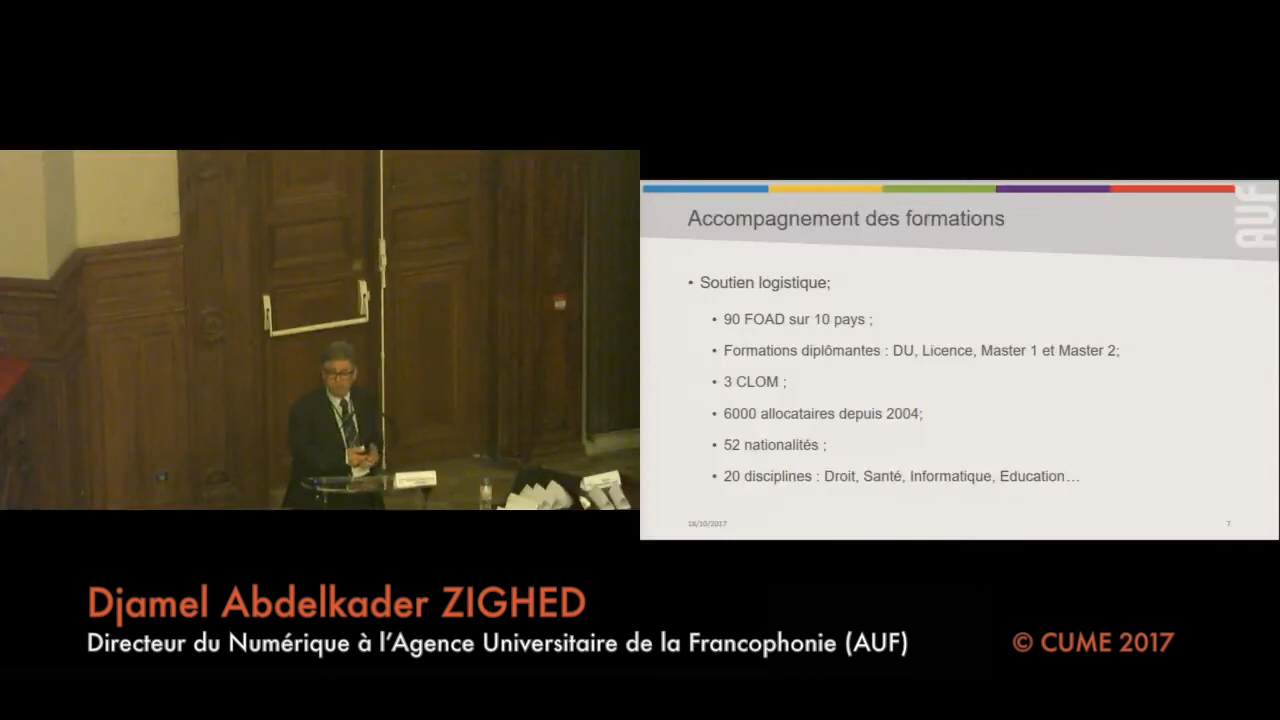 AUF
Accompagnement des formations
• Soutien logistique;
• 90 FOAD sur 10 pays ;
• Formations diplômantes : DU, Licence, Master 1 et Master 2;
• 3 CLOM ;
• 6000 allocataires depuis 2004;
• 52 nationalités ;
• 20 disciplines : Droit, Santé, Informatique, Education…
18/10/2017
7
Djamel Abdelkader ZIGHED
Directeur du Numérique à l’Agence Universitaire de la Francophonie (AUF)
© CUME 2017